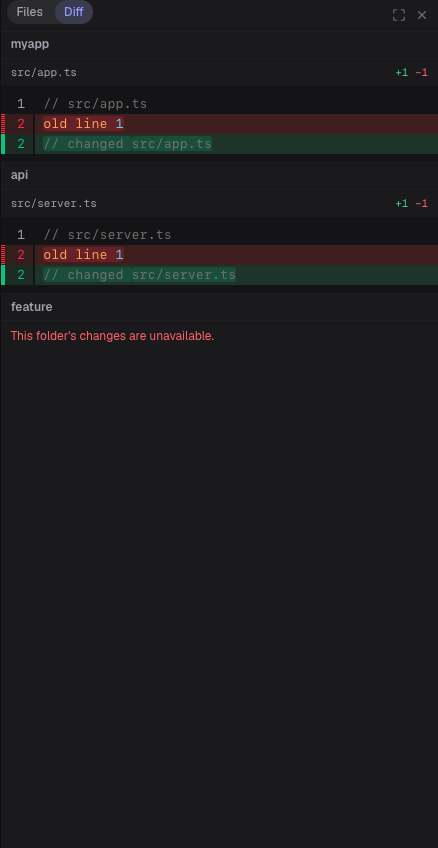 Files Diff
myapp
src/app.ts +1 −1
1 // src/app.ts
2 old line 1
2 // changed src/app.ts
api
src/server.ts +1 −1
1 // src/server.ts
2 old line 1
2 // changed src/server.ts
feature
This folder's changes are unavailable.